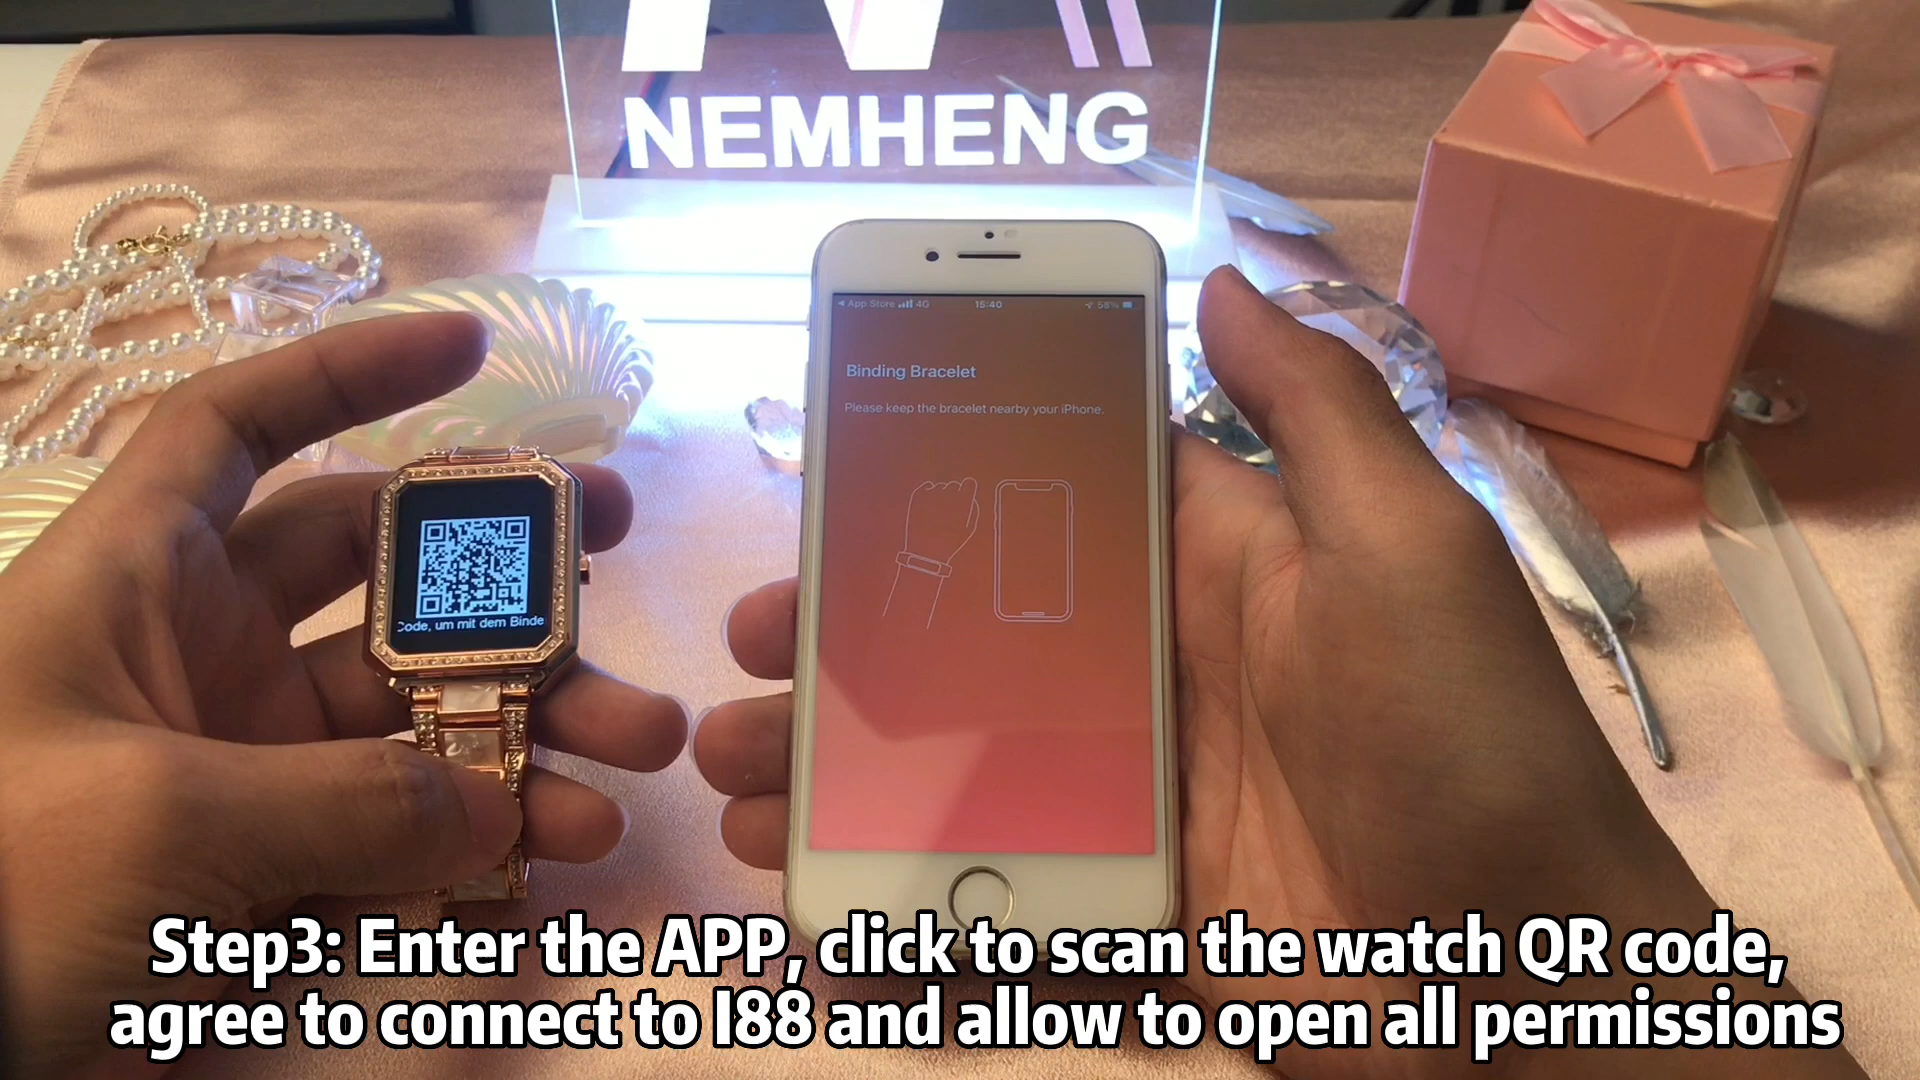 NEMHENG
App Store 4G 15:40 58%
Binding Bracelet
Please keep the bracelet nearby your iPhone.
Code, um mit dem Binde
Step3: Enter the APP, click to scan the watch QR code,
agree to connect to I88 and allow to open all permissions